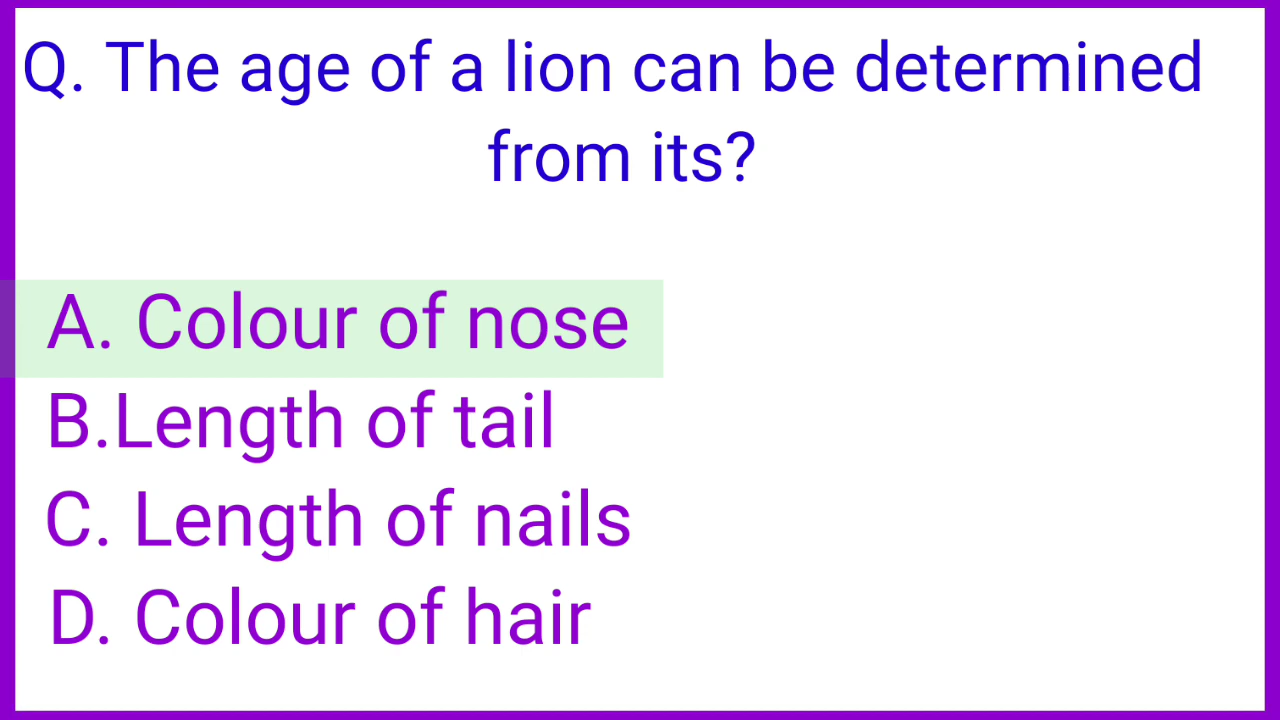 Q. The age of a lion can be determined
from its?
A. Colour of nose
B.Length of tail
C. Length of nails
D. Colour of hair